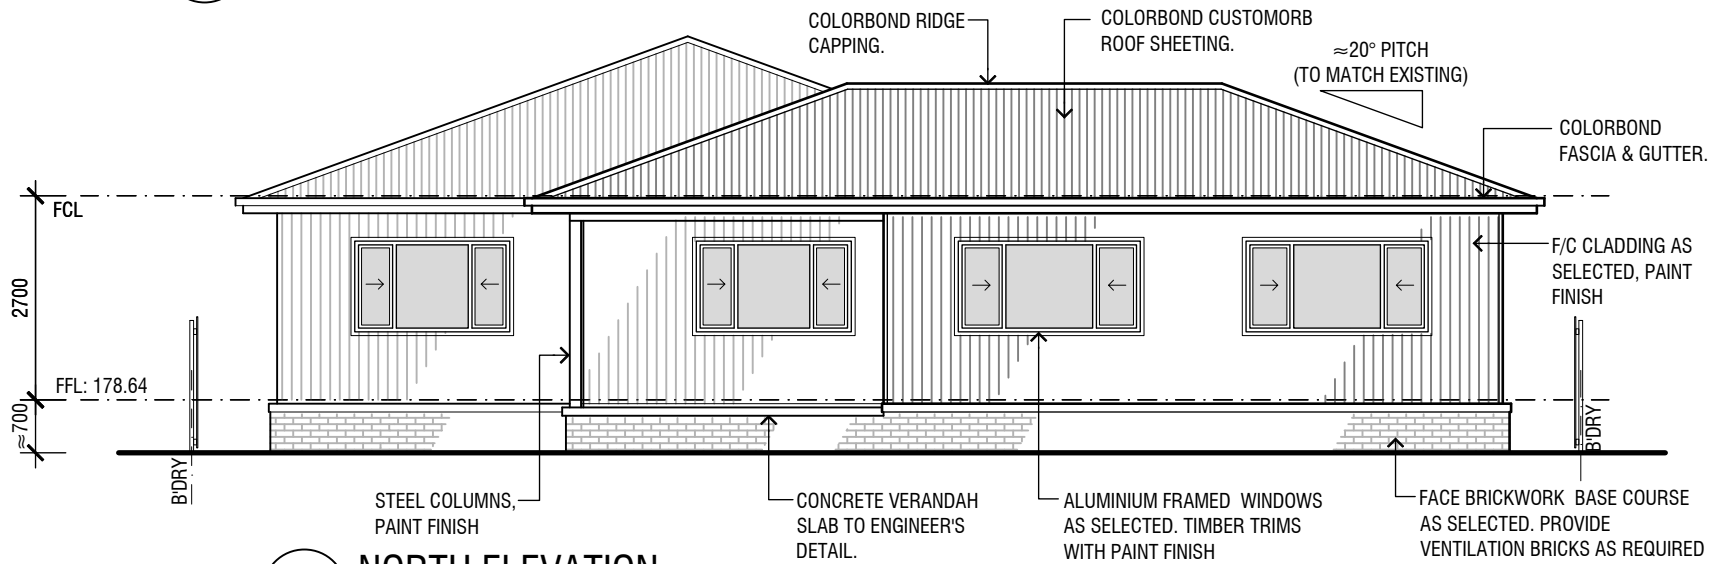 COLORBOND RIDGE
CAPPING.
COLORBOND CUSTOMORB
ROOF SHEETING.
≈20° PITCH
(TO MATCH EXISTING)
COLORBOND
FASCIA & GUTTER.
FCL
2700
F/C CLADDING AS
SELECTED, PAINT
FINISH
FFL: 178.64
≈700
B'DRY
B'DRY
STEEL COLUMNS,
PAINT FINISH
CONCRETE VERANDAH
SLAB TO ENGINEER'S
DETAIL.
ALUMINIUM FRAMED WINDOWS
AS SELECTED. TIMBER TRIMS
WITH PAINT FINISH
FACE BRICKWORK BASE COURSE
AS SELECTED. PROVIDE
VENTILATION BRICKS AS REQUIRED
NORTH ELEVATION